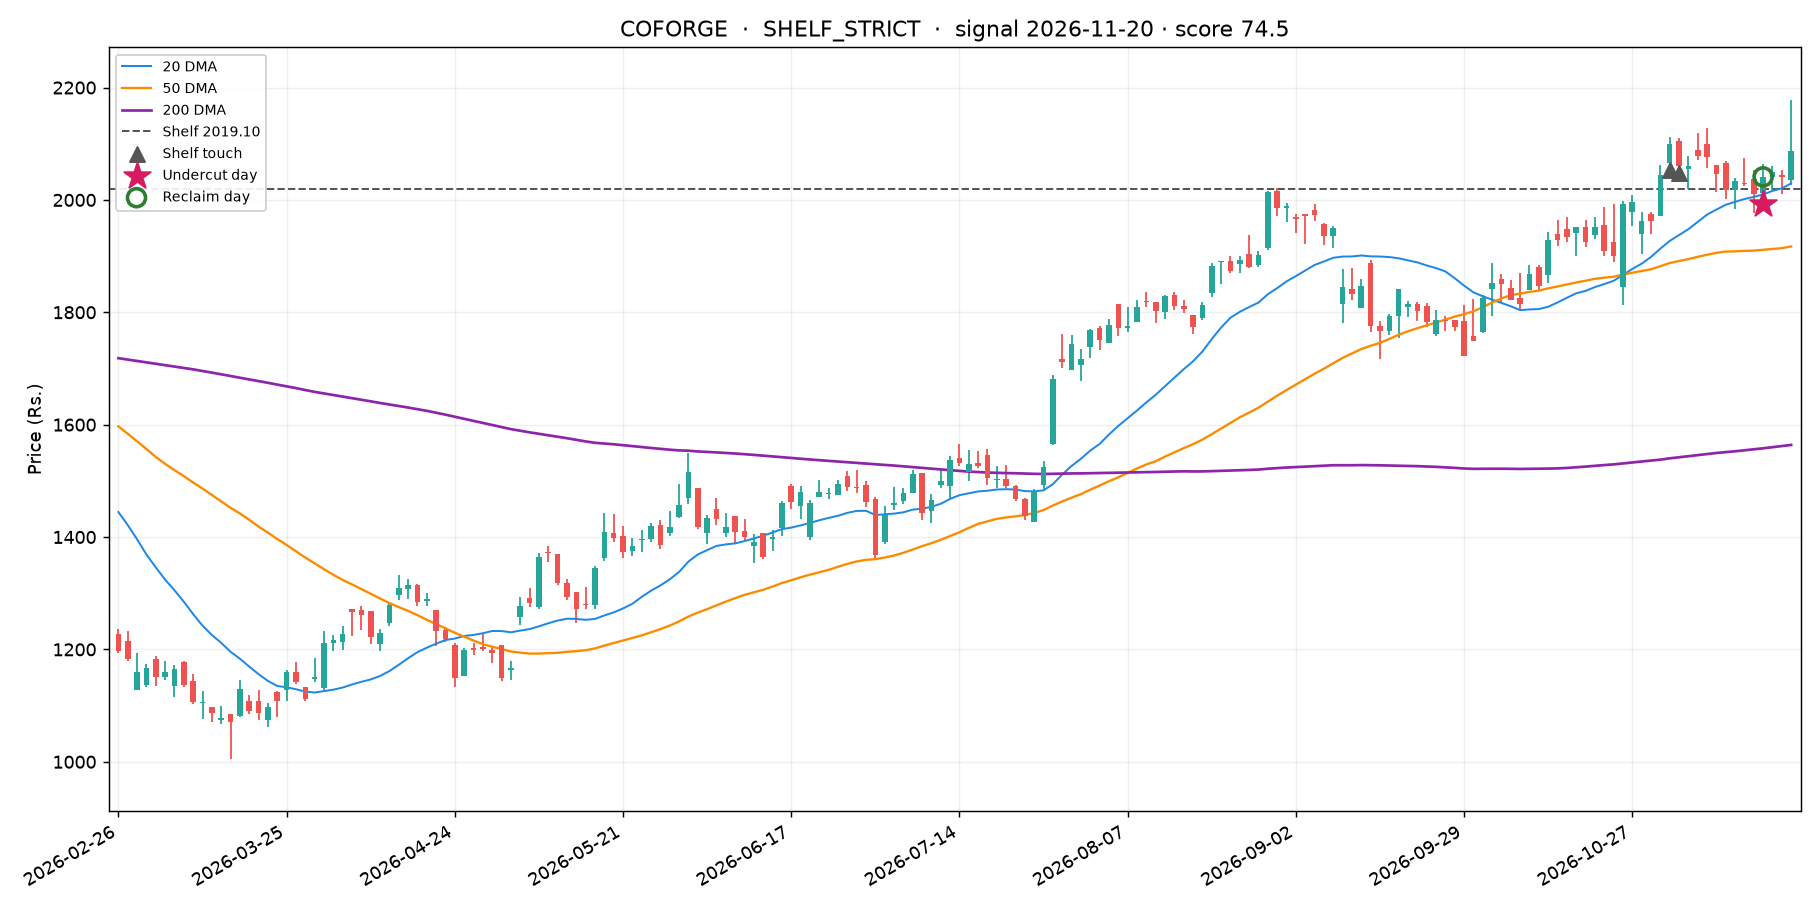 COFORGE · SHELF_STRICT · signal 2026-11-20 · score 74.5
20 DMA
50 DMA
200 DMA
Shelf 2019.10
Shelf touch
Undercut day
Reclaim day
Price (Rs.)
2200
2000
1800
1600
1400
1200
1000
2026-02-26
2026-03-25
2026-04-24
2026-05-21
2026-06-17
2026-07-14
2026-08-07
2026-09-02
2026-09-29
2026-10-27